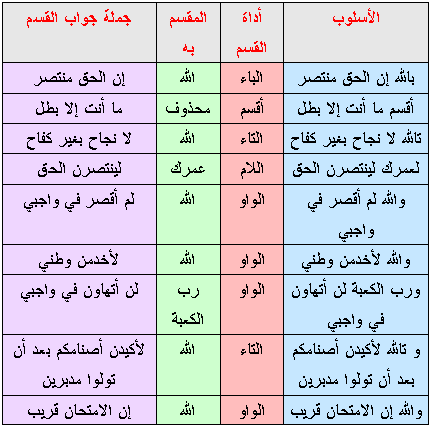 الأسلوب	أداة القسم	المقسم به	جملة جواب القسم
بالله إن الحق منتصر	الباء	الله	إن الحق منتصر
أقسم ما أنت إلا بطل	أقسم	محذوف	ما أنت إلا بطل
تالله لا نجاح بغير كفاح	التاء	الله	لا نجاح بغير كفاح
لعمرك لينتصرن الحق	اللام	عمرك	لينتصرن الحق
والله لم أقصر في واجبي	الواو	الله	لم أقصر في واجبي
والله لأخدمن وطني	الواو	الله	لأخدمن وطني
ورب الكعبة لن أتهاون في واجبي	الواو	رب الكعبة	لن أتهاون في واجبي
و تالله لأكيدن أصنامكم بعد أن تولوا مدبرين	التاء	الله	لأكيدن أصنامكم بعد أن تولوا مدبرين
والله إن الامتحان قريب	الواو	الله	إن الامتحان قريب